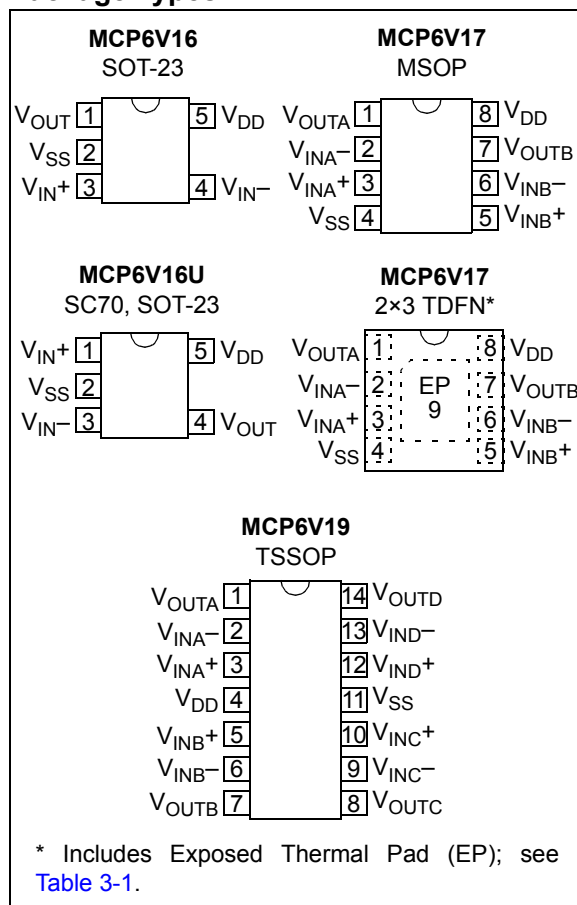 MCP6V16
SOT-23
VOUT 1 5 VDD
VSS 2
VIN+ 3 4 VIN–
MCP6V17
MSOP
VOUTA 1 8 VDD
VINA– 2 7 VOUTB
VINA+ 3 6 VINB–
VSS 4 5 VINB+
MCP6V16U
SC70, SOT-23
VIN+ 1 5 VDD
VSS 2
VIN– 3 4 VOUT
MCP6V17
2×3 TDFN*
VOUTA 1 8 VDD
VINA– 2 EP 7 VOUTB
VINA+ 3 9 6 VINB–
VSS 4 5 VINB+
MCP6V19
TSSOP
VOUTA 1 14 VOUTD
VINA– 2 13 VIND–
VINA+ 3 12 VIND+
VDD 4 11 VSS
VINB+ 5 10 VINC+
VINB– 6 9 VINC–
VOUTB 7 8 VOUTC
* Includes Exposed Thermal Pad (EP); see
Table 3-1.